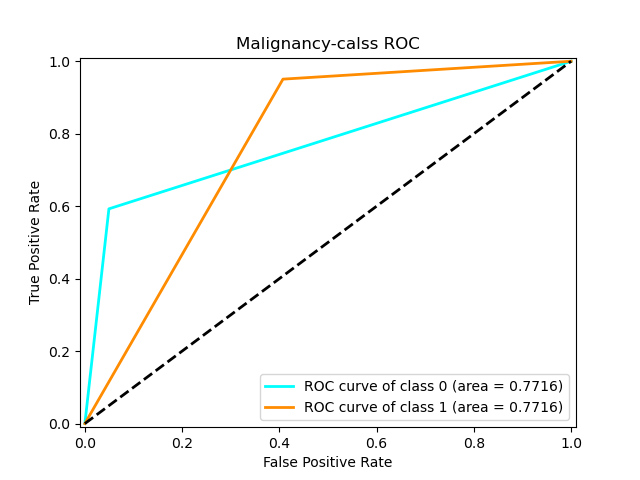 Malignancy-calss ROC
True Positive Rate
1.0
0.8
0.6
0.4
0.2
0.0
ROC curve of class 0 (area = 0.7716)
ROC curve of class 1 (area = 0.7716)
0.0 0.2 0.4 0.6 0.8 1.0
False Positive Rate